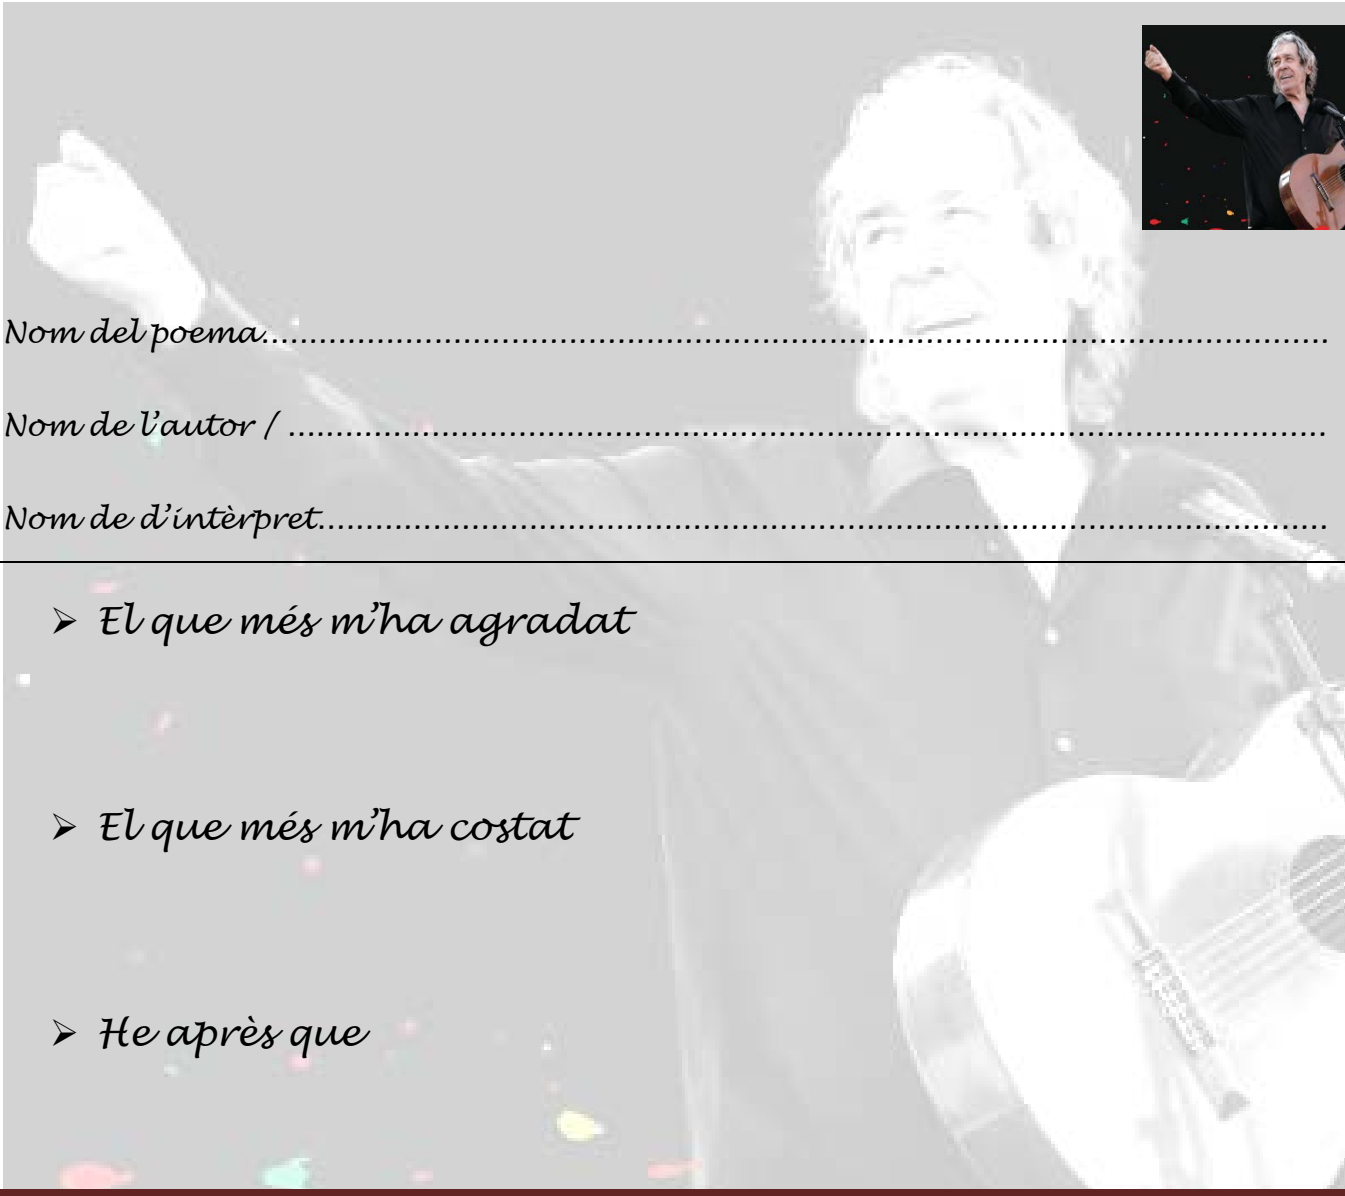 Nom del poema....................................................................................................................
Nom de l'autor / ................................................................................................................
Nom de d'intèrpret.............................................................................................................
➢ El que més m'ha agradat
➢ El que més m'ha costat
➢ He après que